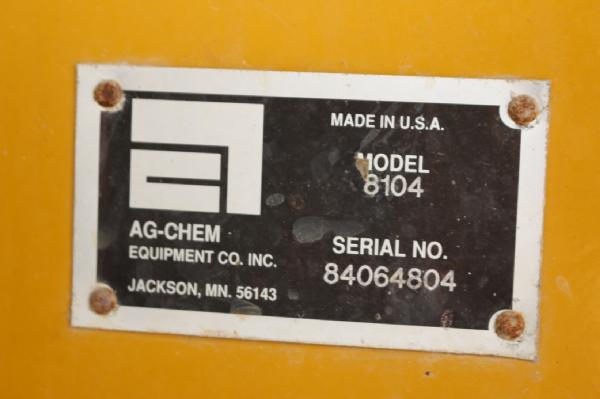 MADE IN U.S.A.
MODEL
8104
AG-CHEM
EQUIPMENT CO. INC.
JACKSON, MN. 56143
SERIAL NO.
84064804